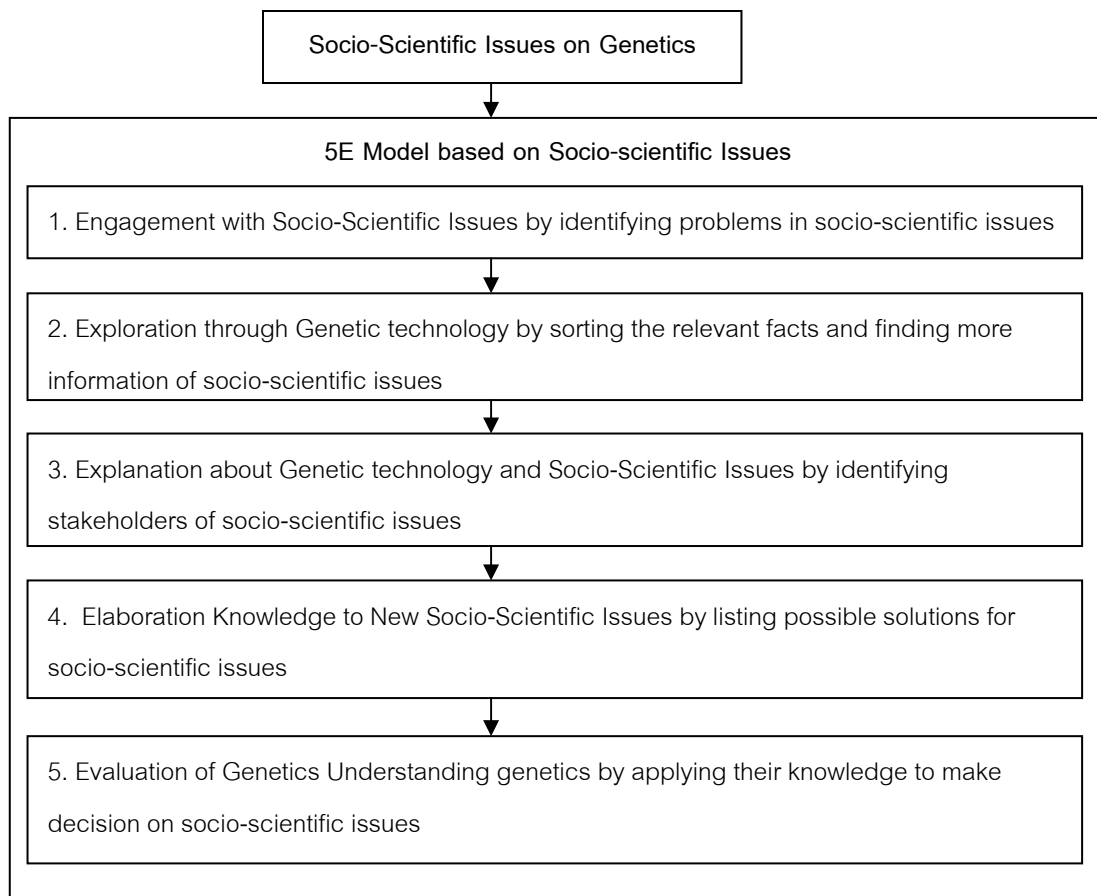 Socio-Scientific Issues on Genetics
5E Model based on Socio-scientific Issues
1. Engagement with Socio-Scientific Issues by identifying problems in socio-scientific issues
2. Exploration through Genetic technology by sorting the relevant facts and finding more
information of socio-scientific issues
3. Explanation about Genetic technology and Socio-Scientific Issues by identifying
stakeholders of socio-scientific issues
4. Elaboration Knowledge to New Socio-Scientific Issues by listing possible solutions for
socio-scientific issues
5. Evaluation of Genetics Understanding genetics by applying their knowledge to make
decision on socio-scientific issues